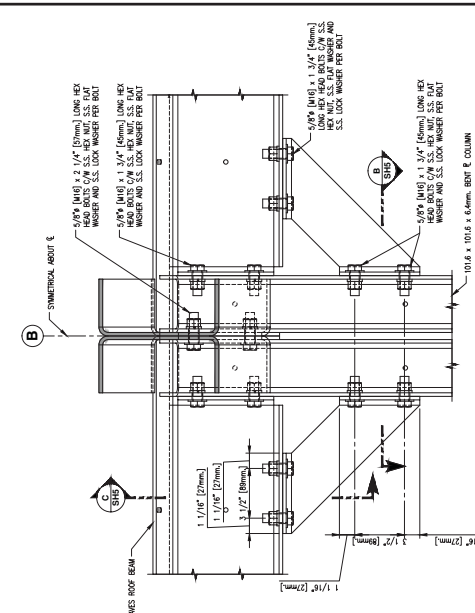 5/8"ø [M16] x 2 1/4" [57mm.] LONG HEX
HEAD BOLTS C/W S.S. HEX NUT, S.S. FLAT
WASHER AND S.S. LOCK WASHER PER BOLT
5/8"ø [M16] x 1 3/4" [45mm.] LONG HEX
HEAD BOLTS C/W S.S. HEX NUT, S.S. FLAT
WASHER AND S.S. LOCK WASHER PER BOLT
SYMMETRICAL ABOUT ℄
B
5/8"ø [M16] x 1 3/4" [45mm.]
LONG HEX HEAD BOLTS C/W S.S.
HEX NUT, S.S. FLAT WASHER AND
S.S. LOCK WASHER PER BOLT
B
SH5
5/8"ø [M16] x 1 3/4" [45mm.] LONG HEX
HEAD BOLTS C/W S.S. HEX NUT, S.S. FLAT
WASHER AND S.S. LOCK WASHER PER BOLT
101.6 x 101.6 x 6.4mm. BENT ℙ COLUMN
C
SH5
ROOF BEAM
1 1/16" [27mm.]
1 1/16" [27mm.]
3 1/2" [89mm.]
1 1/16" [27mm.]
3 1/2" [89mm.]
[27mm.]